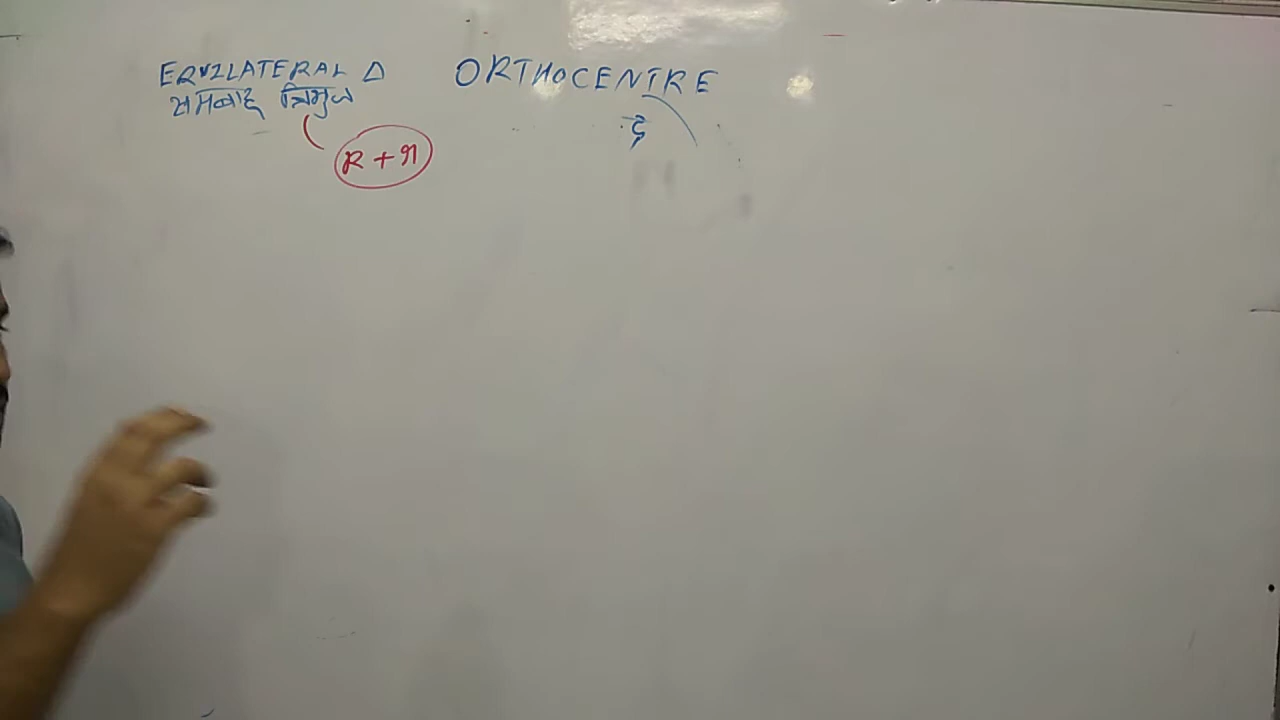 EQUILATERAL Δ ORTHOCENTRE
समबाहु त्रिभुज
R + r